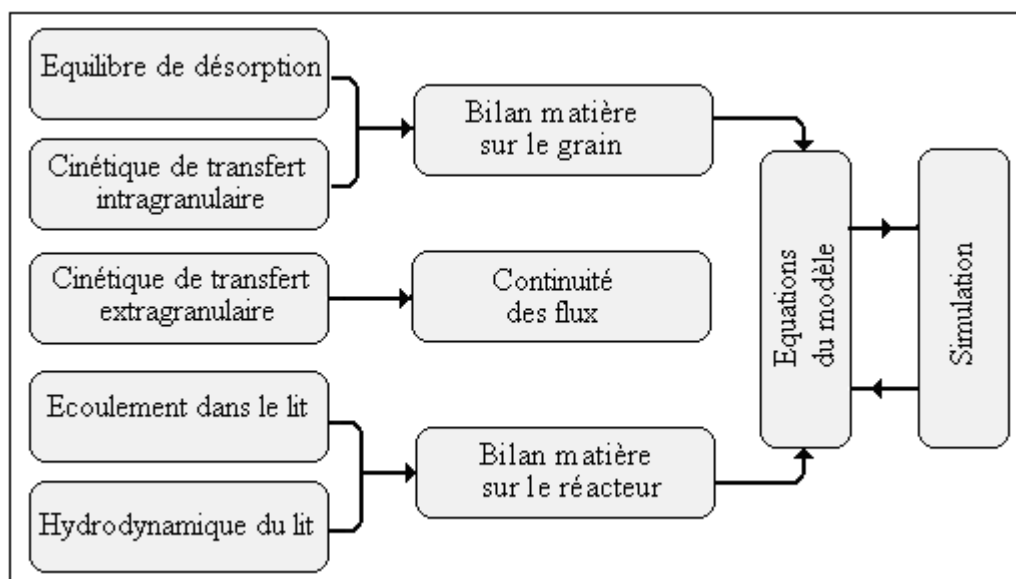 Equilibre de désorption
Cinétique de transfert
intragranulaire
Cinétique de transfert
extragranulaire
Ecoulement dans le lit
Hydrodynamique du lit
Bilan matière
sur le grain
Continuité
des flux
Bilan matière
sur le réacteur
Equations
du modèle
Simulation